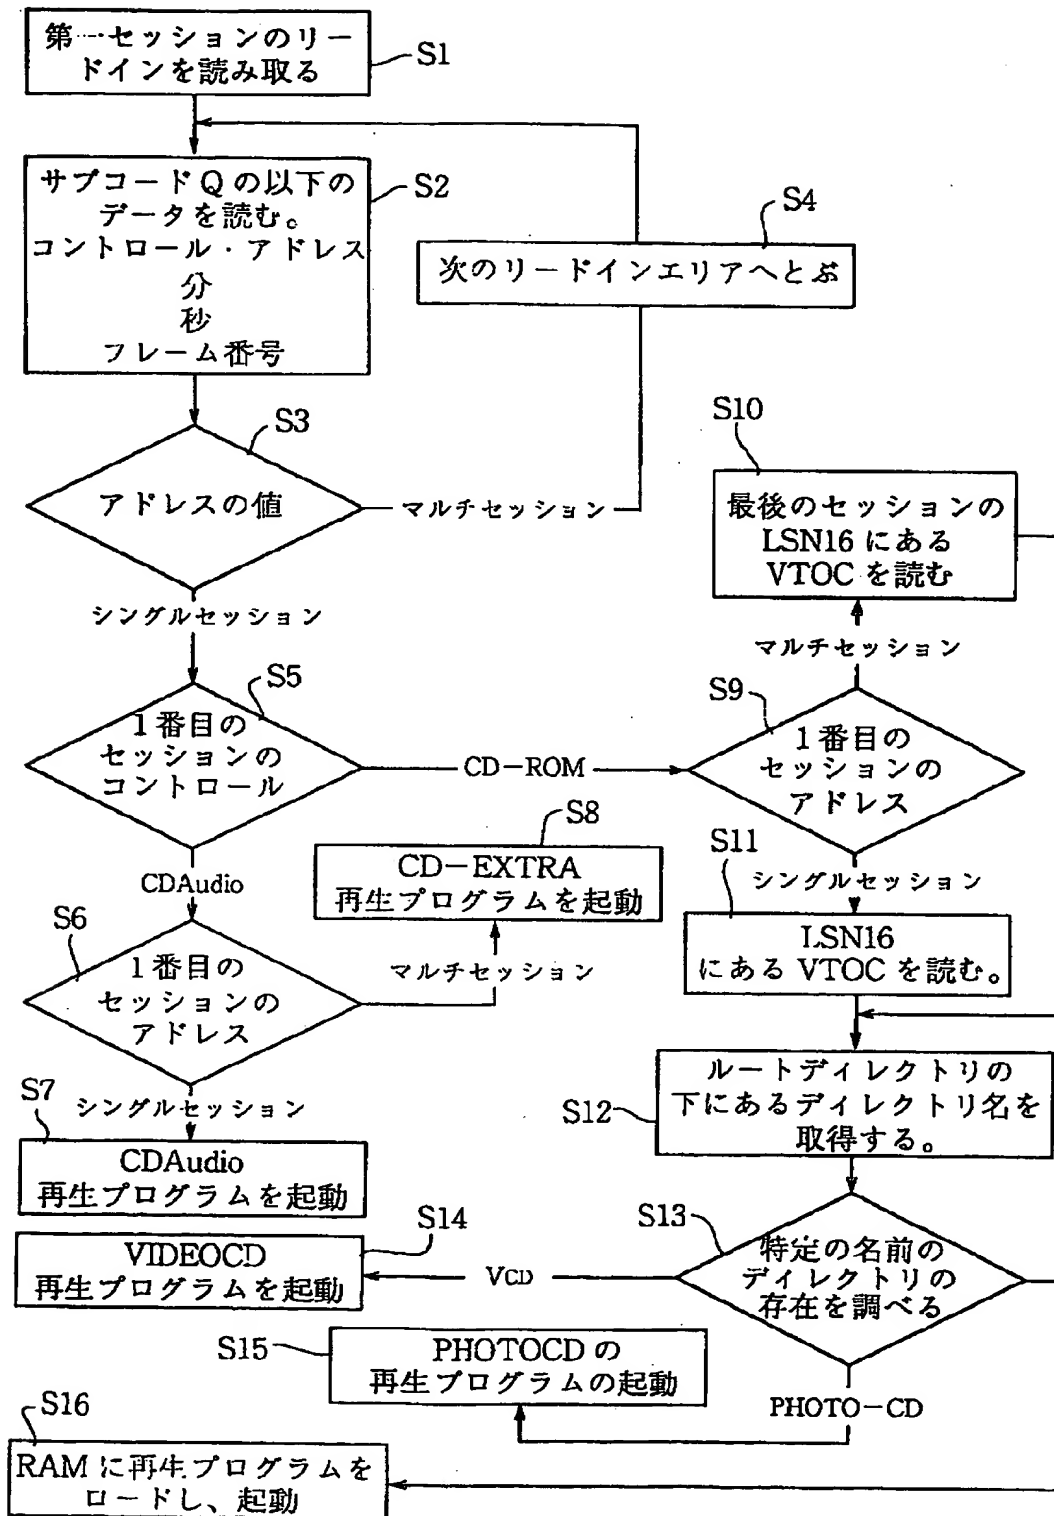 第一セッションのリー
ドインを読み取る
S1
サブコードQの以下の
データを読む。
コントロール・アドレス
分
秒
フレーム番号
S2
S4
次のリードインエリアへとぶ
S3
アドレスの値
マルチセッション
シングルセッション
S10
最後のセッションの
LSN16にある
VTOCを読む
マルチセッション
S5
1番目の
セッションの
コントロール
CD-ROM
S9
1番目の
セッションの
アドレス
S8
CD-EXTRA
再生プログラムを起動
CDAudio
S11
シングルセッション
LSN16
にあるVTOCを読む。
S6
1番目の
セッションの
アドレス
マルチセッション
S7
シングルセッション
CDAudio
再生プログラムを起動
S12
ルートディレクトリの
下にあるディレクトリ名を
取得する。
S14
VIDEOCD
再生プログラムを起動
VCD
S13
特定の名前の
ディレクトリの
存在を調べる
S15
PHOTOCDの
再生プログラムの起動
PHOTO-CD
S16
RAMに再生プログラムを
ロードし、起動